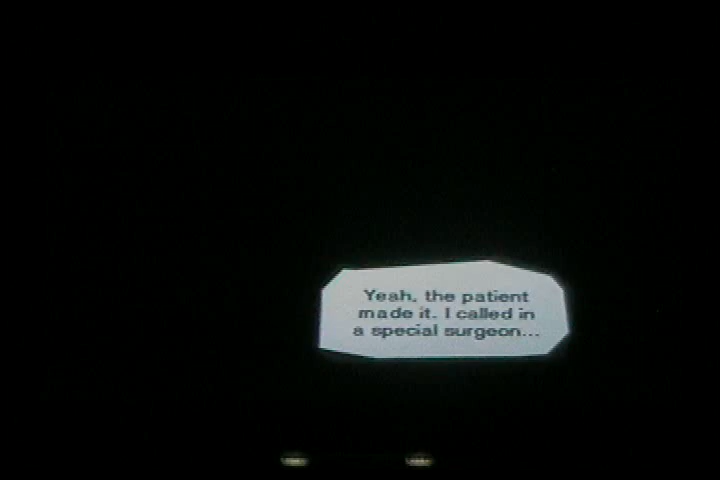 Yeah, the patient
made it. I called in
a special surgeon...